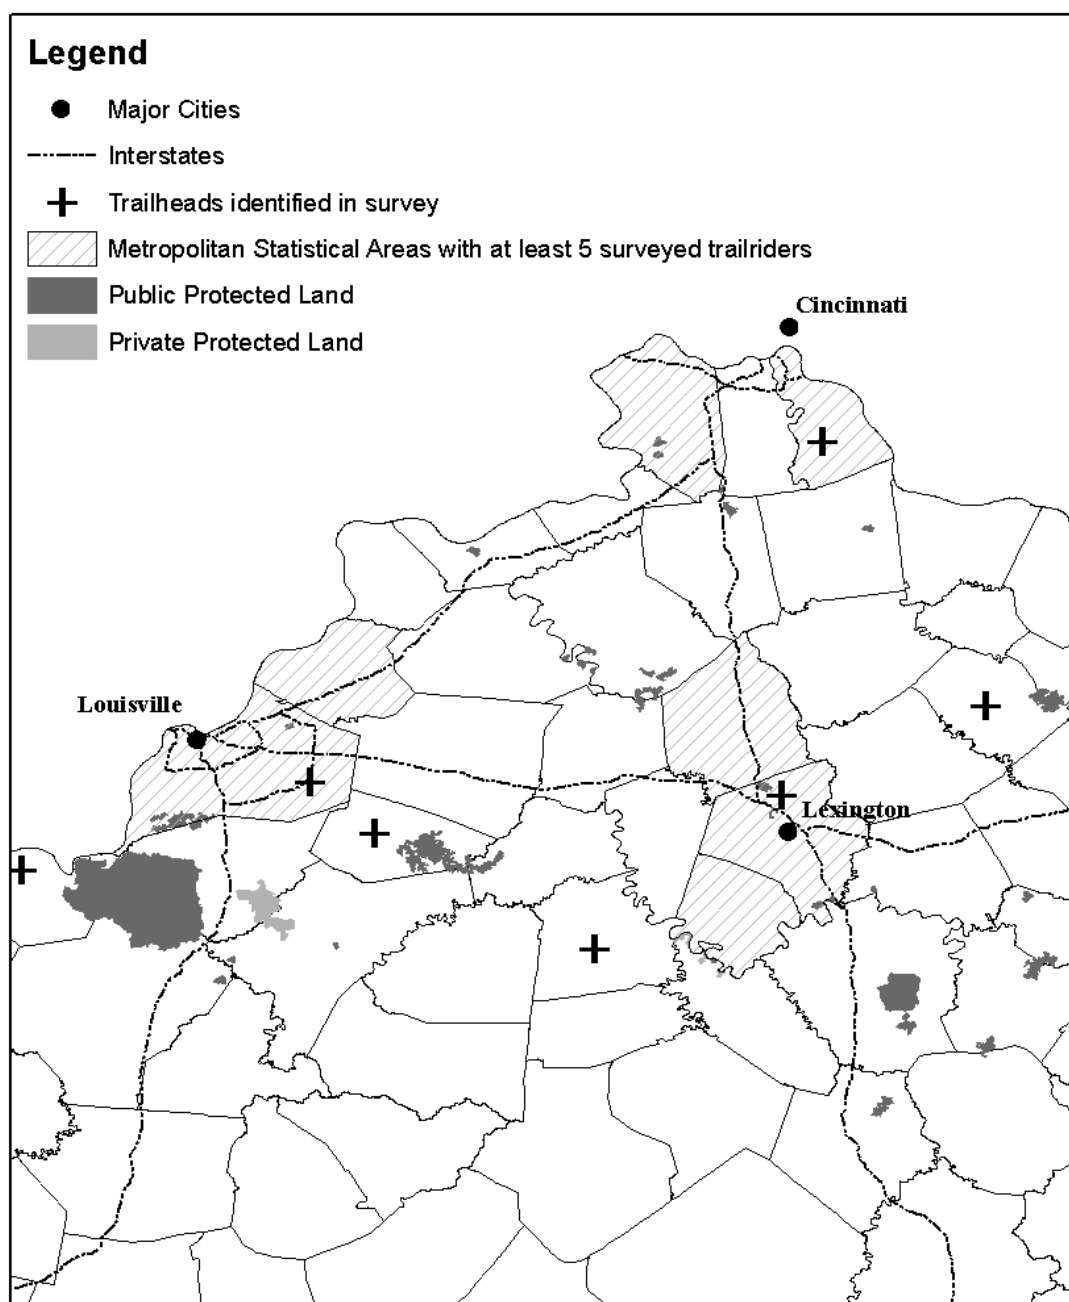 Legend
Major Cities
Interstates
Trailheads identified in survey
Metropolitan Statistical Areas with at least 5 surveyed trailriders
Public Protected Land
Private Protected Land
Cincinnati
Louisville
Lexington